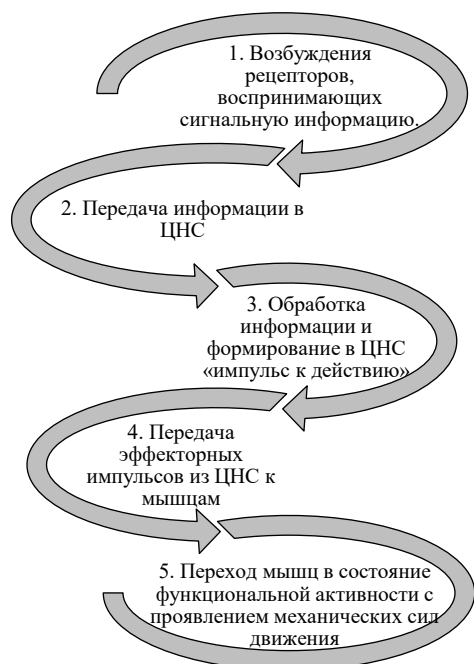 1. Возбуждения
рецепторов,
воспринимающих
сигнальную информацию.
2. Передача информации в
ЦНС
3. Обработка
информации и
формирование в ЦНС
«импульс к действию»
4. Передача
эффекторных
импульсов из ЦНС к
мышцам
5. Переход мышц в состояние
функциональной активности с
проявлением механических сил
движения